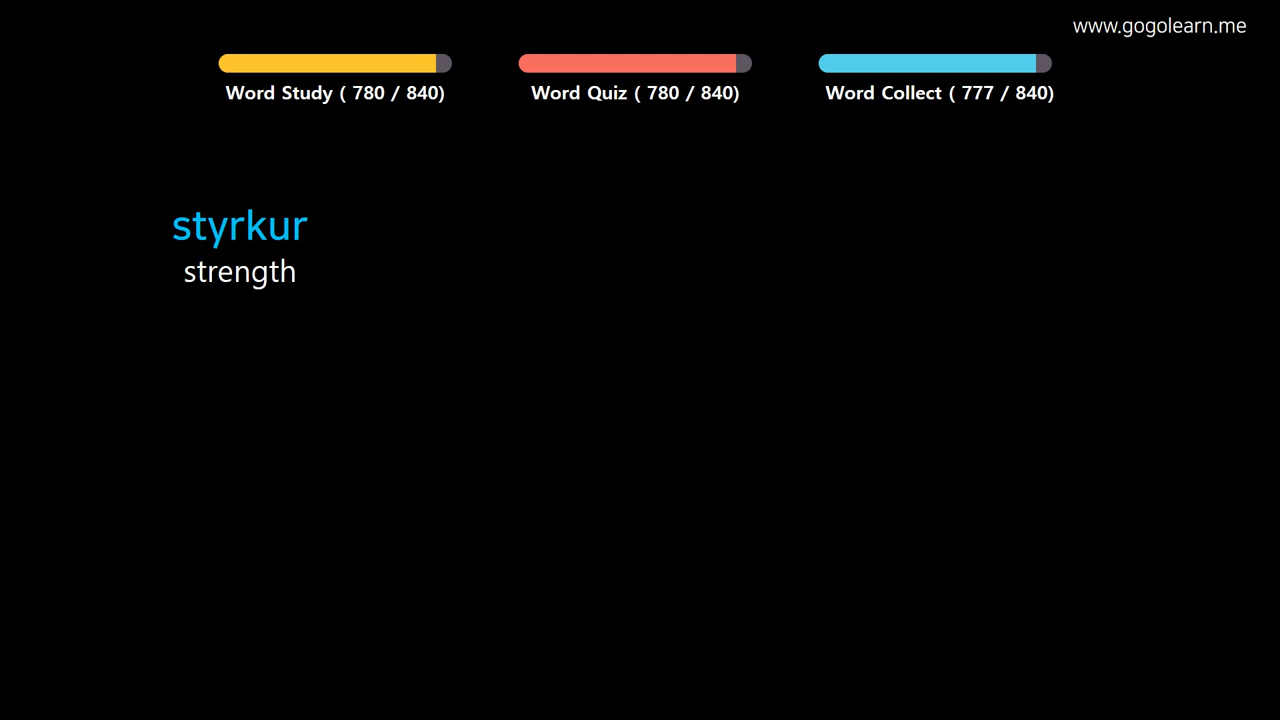 www.gogolearn.me
Word Study ( 780 / 840)
Word Quiz ( 780 / 840)
Word Collect ( 777 / 840)
styrkur
strength